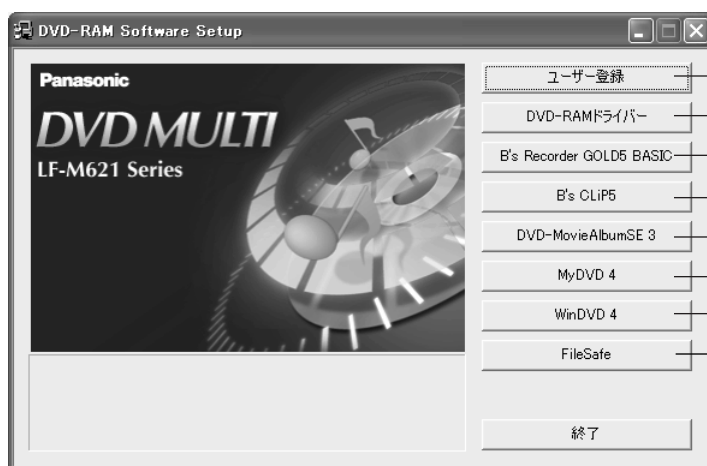 DVD-RAM Software Setup
Panasonic
DVD MULTI
LF-M621 Series
ユーザー登録
DVD-RAMドライバー
B's Recorder GOLD5 BASIC
B's CLiP5
DVD-MovieAlbumSE 3
MyDVD 4
WinDVD 4
FileSafe
終了